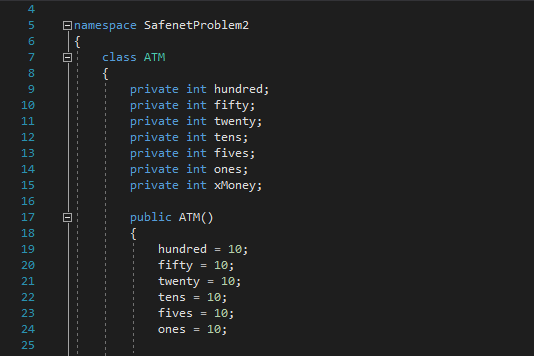 4
5 namespace SafenetProblem2
6 {
7 class ATM
8 {
9 private int hundred;
10 private int fifty;
11 private int twenty;
12 private int tens;
13 private int fives;
14 private int ones;
15 private int xMoney;
16
17 public ATM()
18 {
19 hundred = 10;
20 fifty = 10;
21 twenty = 10;
22 tens = 10;
23 fives = 10;
24 ones = 10;
25